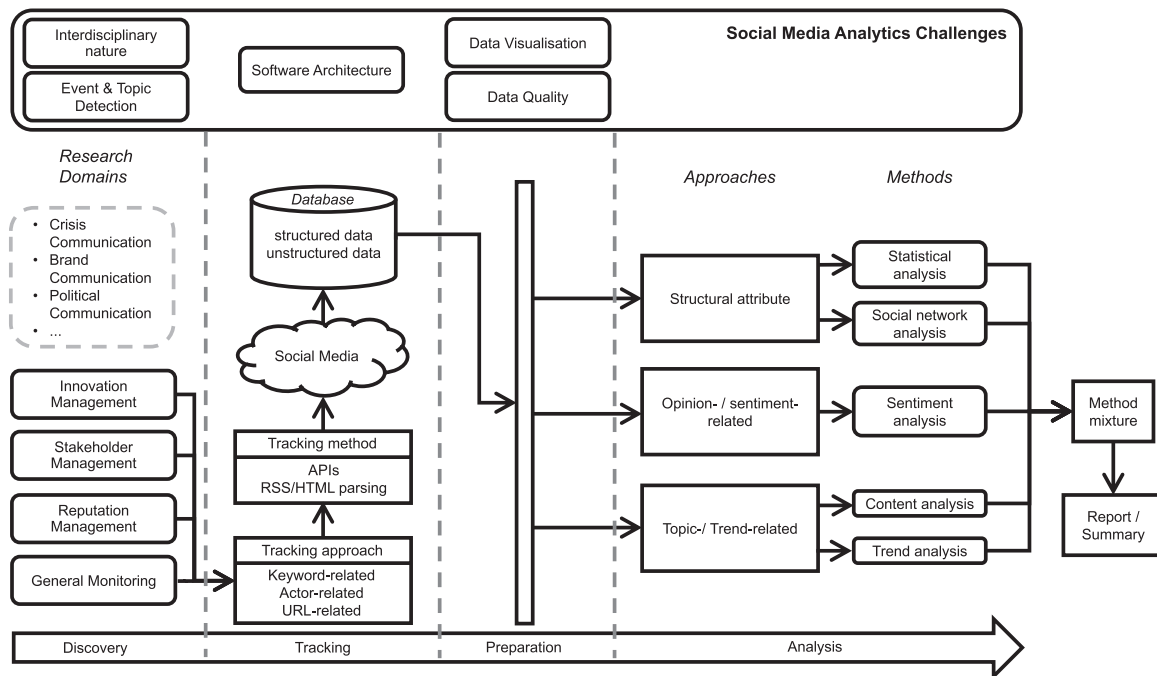 Social Media Analytics Challenges
Interdisciplinary
nature
Event & Topic
Detection
Software Architecture
Data Visualisation
Data Quality
Research
Domains
• Crisis
Communication
• Brand
Communication
• Political
Communication
• ...
Innovation
Management
Stakeholder
Management
Reputation
Management
General Monitoring
Database
structured data
unstructured data
Social Media
Tracking method
APIs
RSS/HTML parsing
Tracking approach
Keyword-related
Actor-related
URL-related
Approaches
Structural attribute
Opinion- / sentiment-
related
Topic-/ Trend-related
Methods
Statistical
analysis
Social network
analysis
Sentiment
analysis
Content analysis
Trend analysis
Method
mixture
Report /
Summary
Discovery
Tracking
Preparation
Analysis